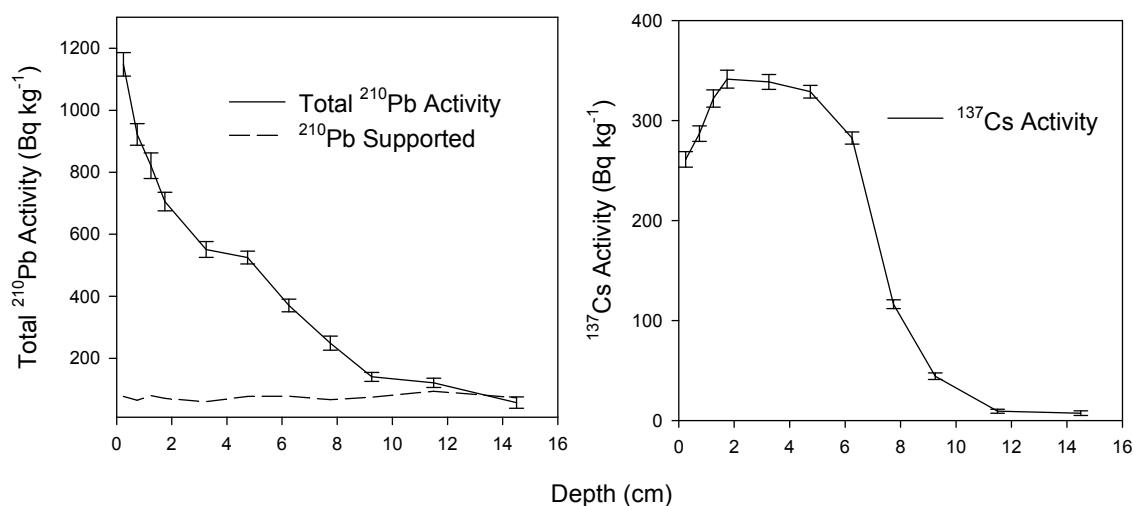 Total ²¹⁰Pb Activity (Bq kg⁻¹)
1200
1000
800
600
400
200
Total ²¹⁰Pb Activity
²¹⁰Pb Supported
0 2 4 6 8 10 12 14 16
¹³⁷Cs Activity (Bq kg⁻¹)
400
300
200
100
0
¹³⁷Cs Activity
0 2 4 6 8 10 12 14 16
Depth (cm)